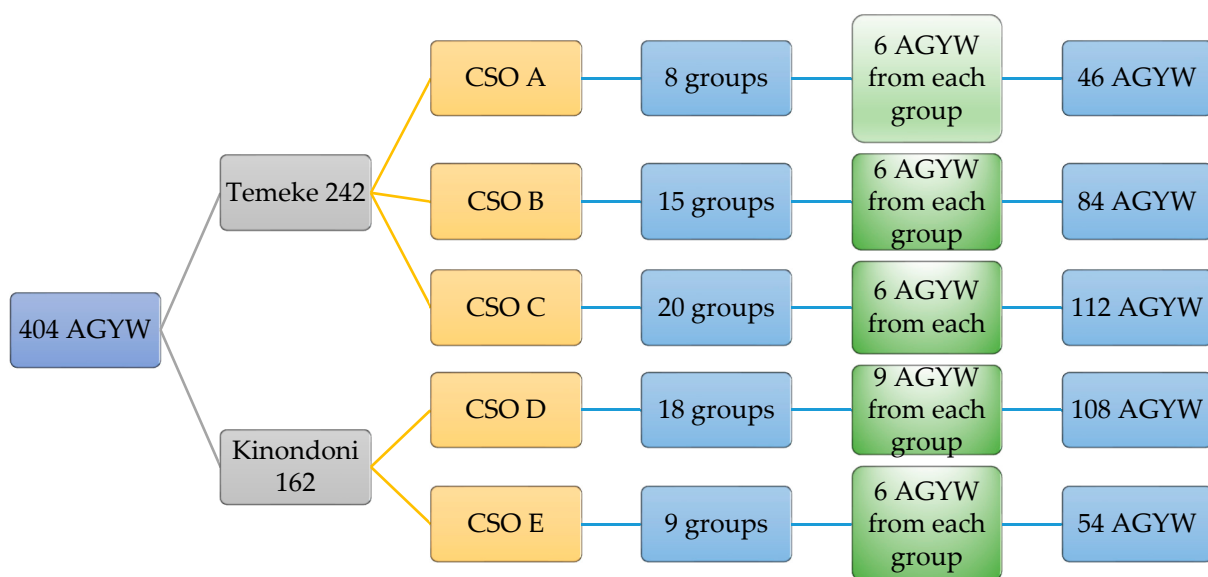 404 AGYW
Temeke 242
Kinondoni
162
CSO A
8 groups
6 AGYW
from each
group
46 AGYW
CSO B
15 groups
6 AGYW
from each
group
84 AGYW
CSO C
20 groups
6 AGYW
from each
112 AGYW
CSO D
18 groups
9 AGYW
from each
group
108 AGYW
CSO E
9 groups
6 AGYW
from each
group
54 AGYW